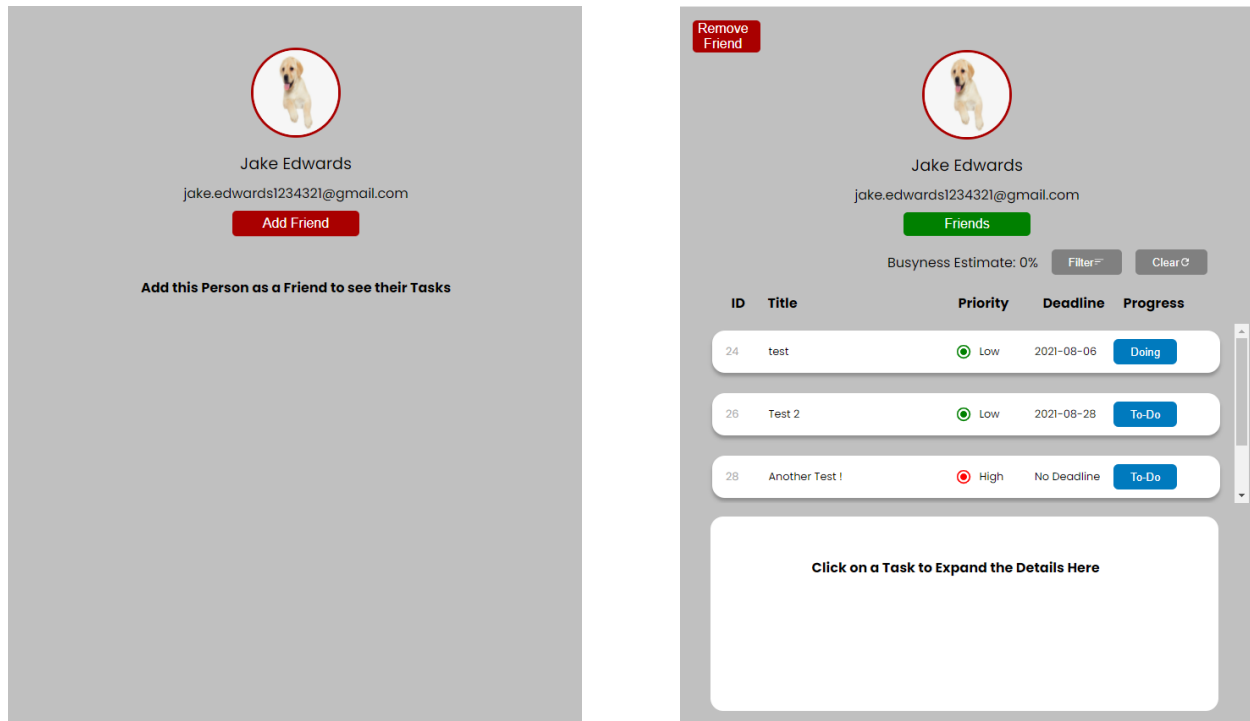 Jake Edwards
jake.edwards1234321@gmail.com
Add Friend
Add this Person as a Friend to see their Tasks
Remove
Friend
Jake Edwards
jake.edwards1234321@gmail.com
Friends
Busyness Estimate: 0% Filter Clear
ID Title Priority Deadline Progress
24 test Low 2021-08-06 Doing
26 Test 2 Low 2021-08-28 To-Do
28 Another Test ! High No Deadline To-Do
Click on a Task to Expand the Details Here